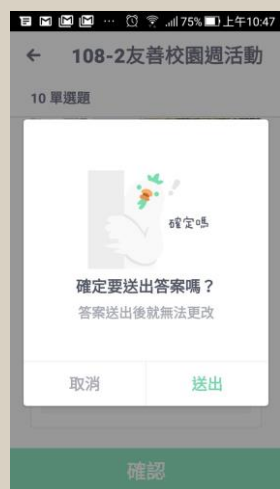 75% 上午10:47
108-2友善校園週活動
10 單選題
確定嗎
確定要送出答案嗎？
答案送出後就無法更改
取消 送出
確認